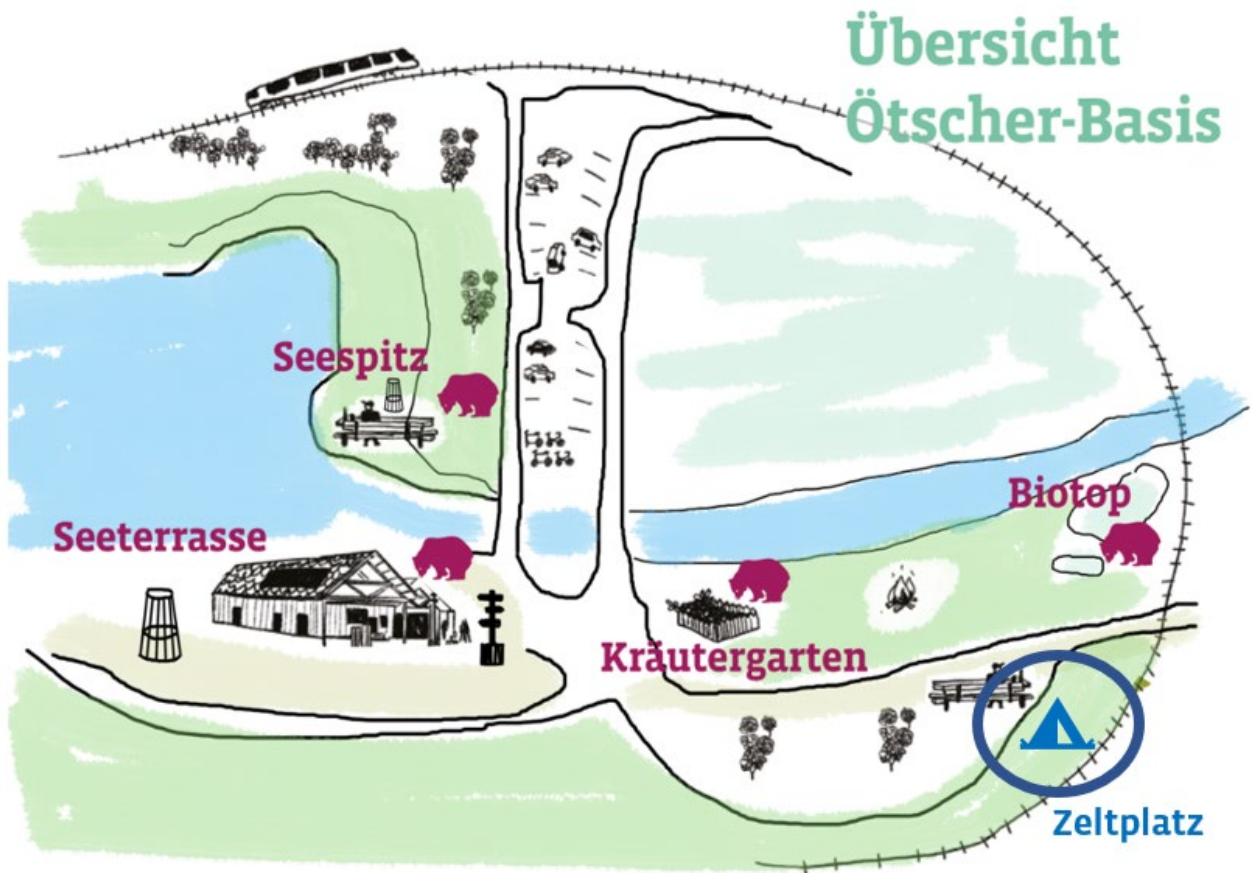 Übersicht
Ötscher-Basis
Seespitz
Biotop
Seeterrasse
Kräutergarten
Zeltplatz